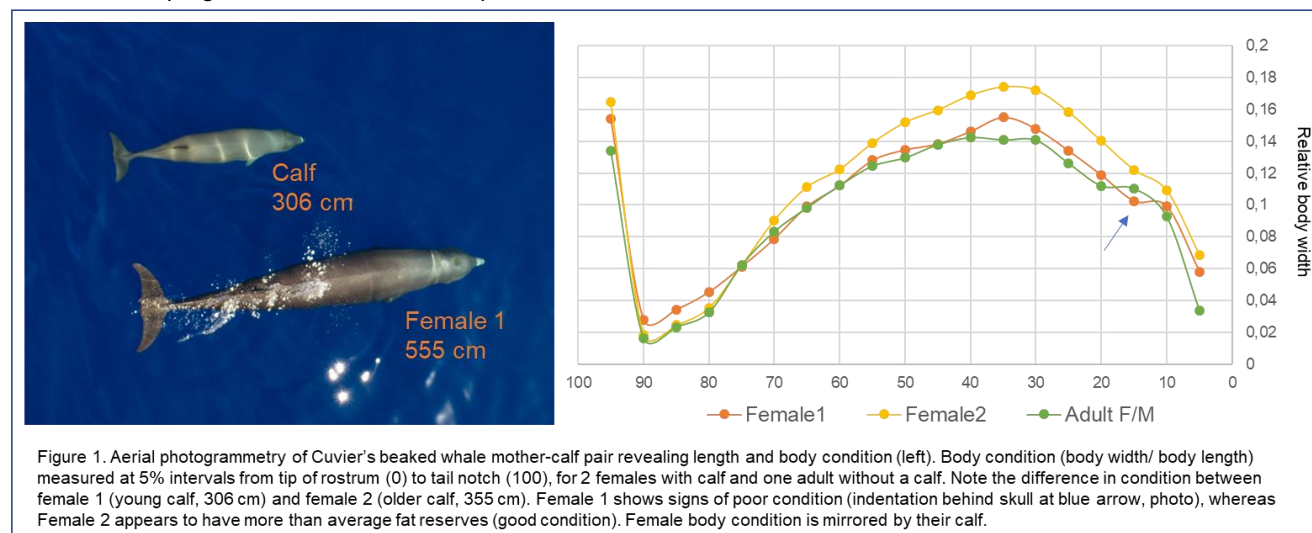 Calf
306 cm
Female 1
555 cm
0,2
0,18
0,16
0,14
0,12
0,1
0,08
0,06
0,04
0,02
0
Relative body width
100 90 80 70 60 50 40 30 20 10 0
Female1 Female2 Adult F/M
Figure 1. Aerial photogrammetry of Cuvier's beaked whale mother-calf pair revealing length and body condition (left). Body condition (body width/ body length)
measured at 5% intervals from tip of rostrum (0) to tail notch (100), for 2 females with calf and one adult without a calf. Note the difference in condition between
female 1 (young calf, 306 cm) and female 2 (older calf, 355 cm). Female 1 shows signs of poor condition (indentation behind skull at blue arrow, photo), whereas
Female 2 appears to have more than average fat reserves (good condition). Female body condition is mirrored by their calf.